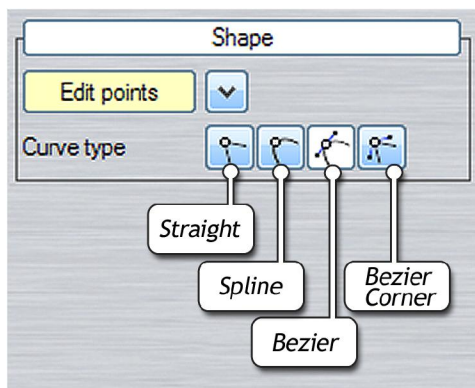 Shape
Edit points
Curve type
Straight
Spline
Bezier
Bezier
Corner